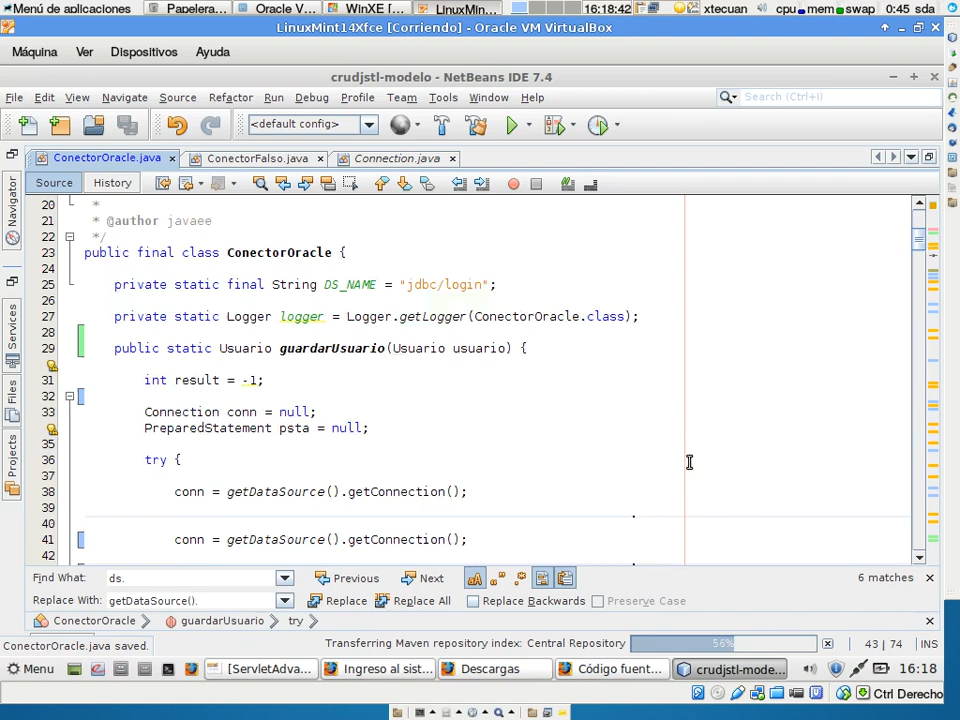 Menú de aplicaciones Papelera... Oracle V... WinXE [... LinuxMin... 16:18:42 xtecuan cpu mem swap 0:45 sda
LinuxMint14Xfce [Corriendo] - Oracle VM VirtualBox
Máquina Ver Dispositivos Ayuda
crudjstl-modelo - NetBeans IDE 7.4
File Edit View Navigate Source Refactor Run Debug Profile Team Tools Window Help Search (Ctrl+I)
<default config>
ConectorOracle.java ConectorFalso.java Connection.java
Source History
Navigator
Services
Files
Projects
20 *
21 * @author javaee
22 */
23 public final class ConectorOracle {
24
25 private static final String DS_NAME = "jdbc/login";
26
27 private static Logger logger = Logger.getLogger(ConectorOracle.class);
28
29 public static Usuario guardarUsuario(Usuario usuario) {
31 int result = -1;
32
33 Connection conn = null;
PreparedStatement psta = null;
35
36 try {
37
38 conn = getDataSource().getConnection();
39
40
41 conn = getDataSource().getConnection();
42
Find What: ds. Previous Next 6 matches
Replace With: getDataSource(). Replace Replace All Replace Backwards Preserve Case
ConectorOracle guardarUsuario try
ConectorOracle.java saved. Transferring Maven repository index: Central Repository 56% 43 / 74 INS
Menu [ServletAdva... Ingreso al sist... Descargas Código fuent... crudjstl-mode... 16:18
Ctrl Derecho